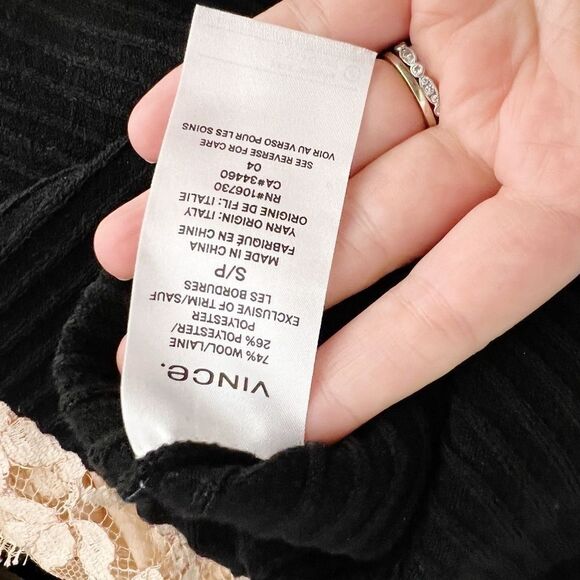 VINCE.
74% WOOL/LAINE
26% POLYESTER/
POLYESTER
EXCLUSIVE OF TRIM/SAUF
LES BORDURES
S/P
MADE IN CHINA
FABRIQUÉ EN CHINE
YARN ORIGIN: ITALY
ORIGINE DE FIL: ITALIE
RN#106730
CA#34460
04
SEE REVERSE FOR CARE
VOIR AU VERSO POUR LES SOINS